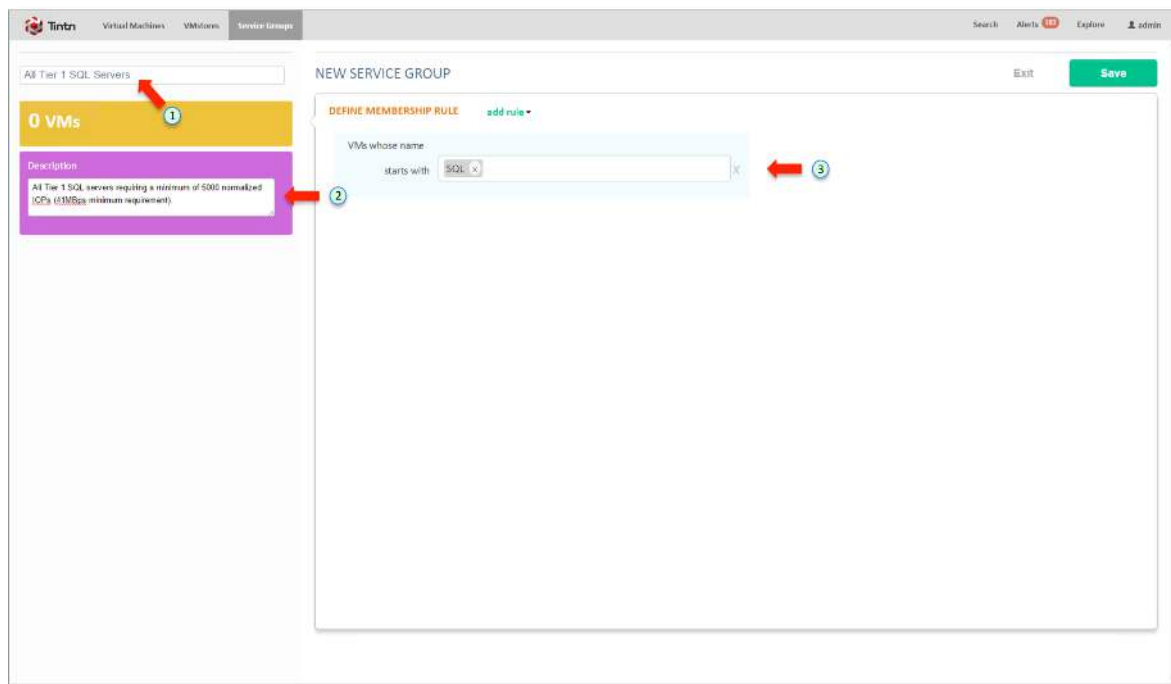 Tintri Virtual Machines VMstores Service Groups Search Alerts 183 Explore admin
All Tier 1 SQL Servers
NEW SERVICE GROUP
Exit
Save
1
0 VMs
DEFINE MEMBERSHIP RULE add rule
VMs whose name
starts with SQL x
X
3
Description
All Tier 1 SQL servers requiring a minimum of 5000 normalized
IOPs (41MBps minimum requirement).
2